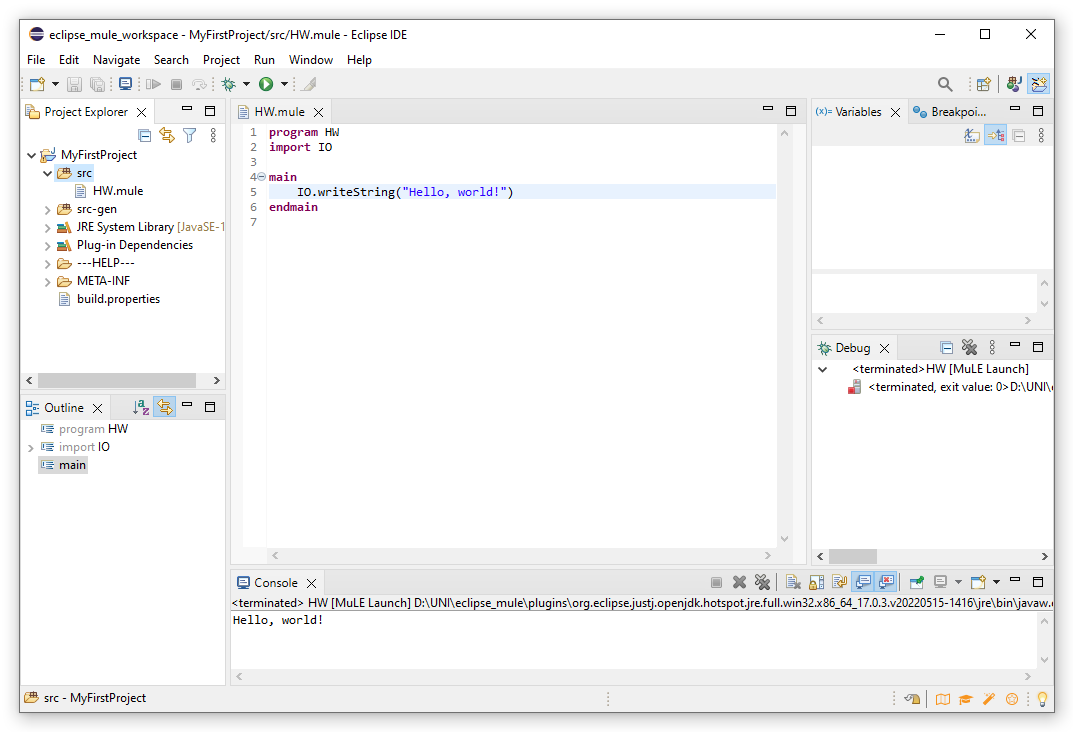 eclipse_mule_workspace - MyFirstProject/src/HW.mule - Eclipse IDE
File Edit Navigate Search Project Run Window Help
Project Explorer
MyFirstProject
src
HW.mule
src-gen
JRE System Library [JavaSE-1
Plug-in Dependencies
---HELP---
META-INF
build.properties
Outline
program HW
import IO
main
HW.mule
1 program HW
2 import IO
3
4 main
5 IO.writeString("Hello, world!")
6 endmain
7
(x)= Variables
Breakpoi...
Debug
<terminated>HW [MuLE Launch]
<terminated, exit value: 0>D:\UNI\
Console
<terminated> HW [MuLE Launch] D:\UNI\eclipse_mule\plugins\org.eclipse.justj.openjdk.hotspot.jre.full.win32.x86_64_17.0.3.v20220515-1416\jre\bin\javaw.
Hello, world!
src - MyFirstProject